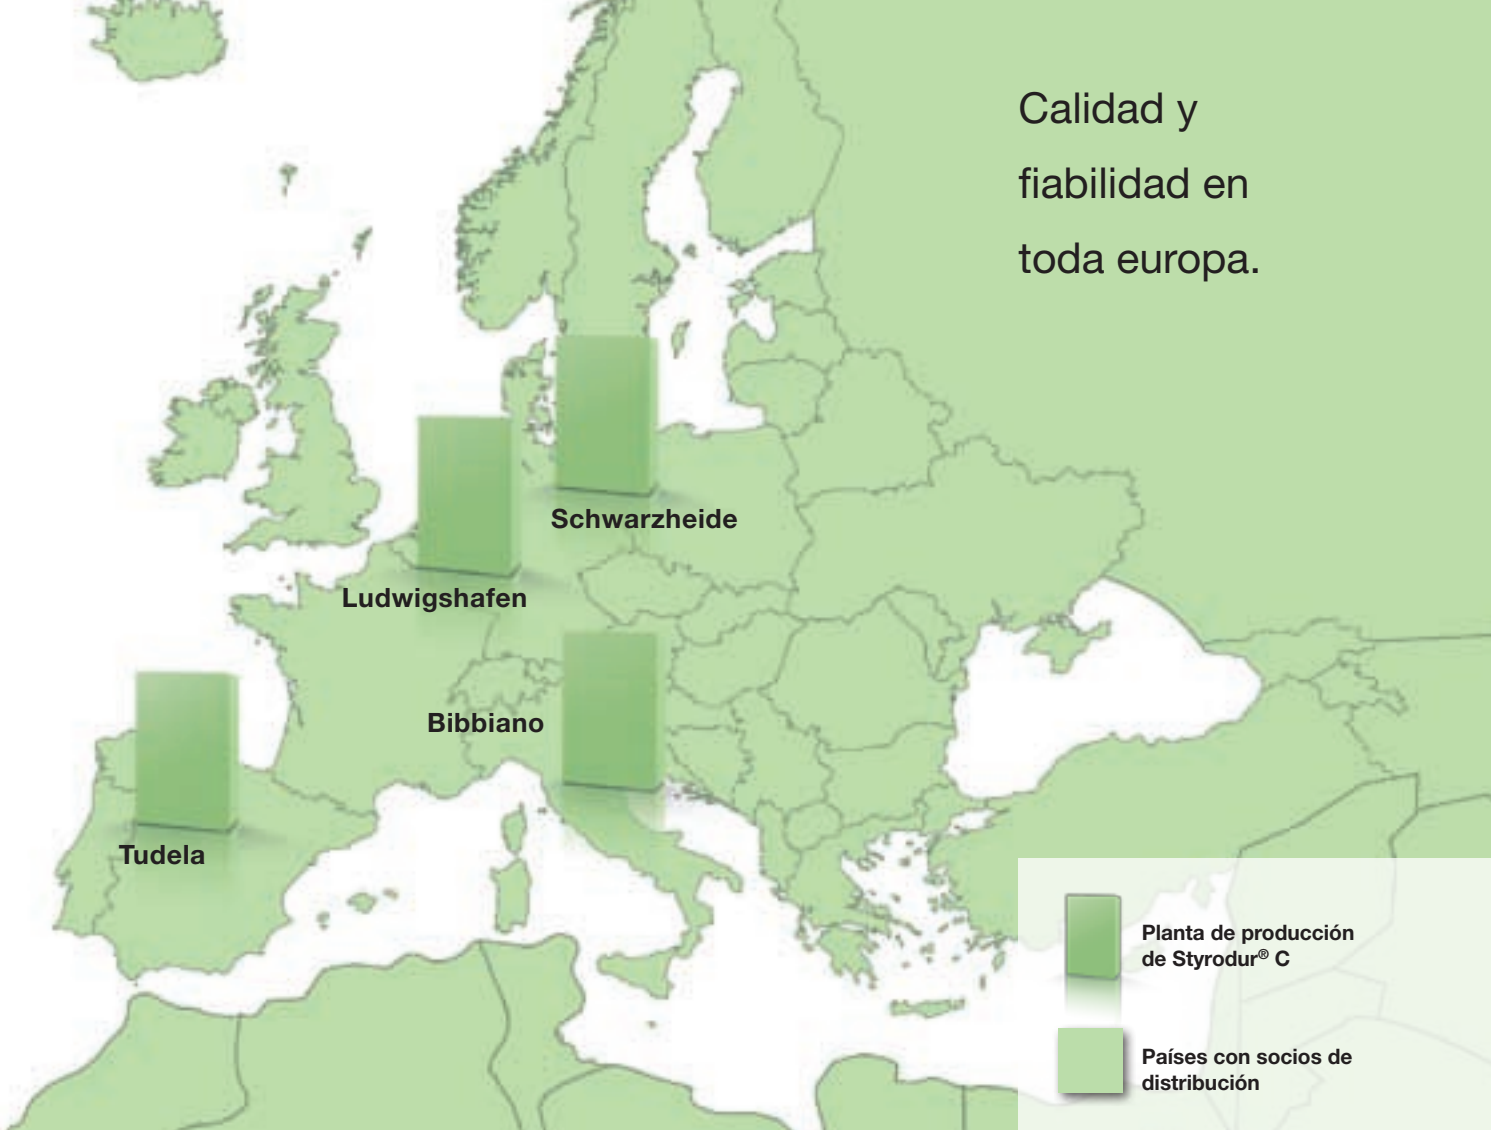 Calidad y
fiabilidad en
toda europa.
Schwarzheide
Ludwigshafen
Bibbiano
Tudela
Planta de producción
de Styrodur® C
Países con socios de
distribución